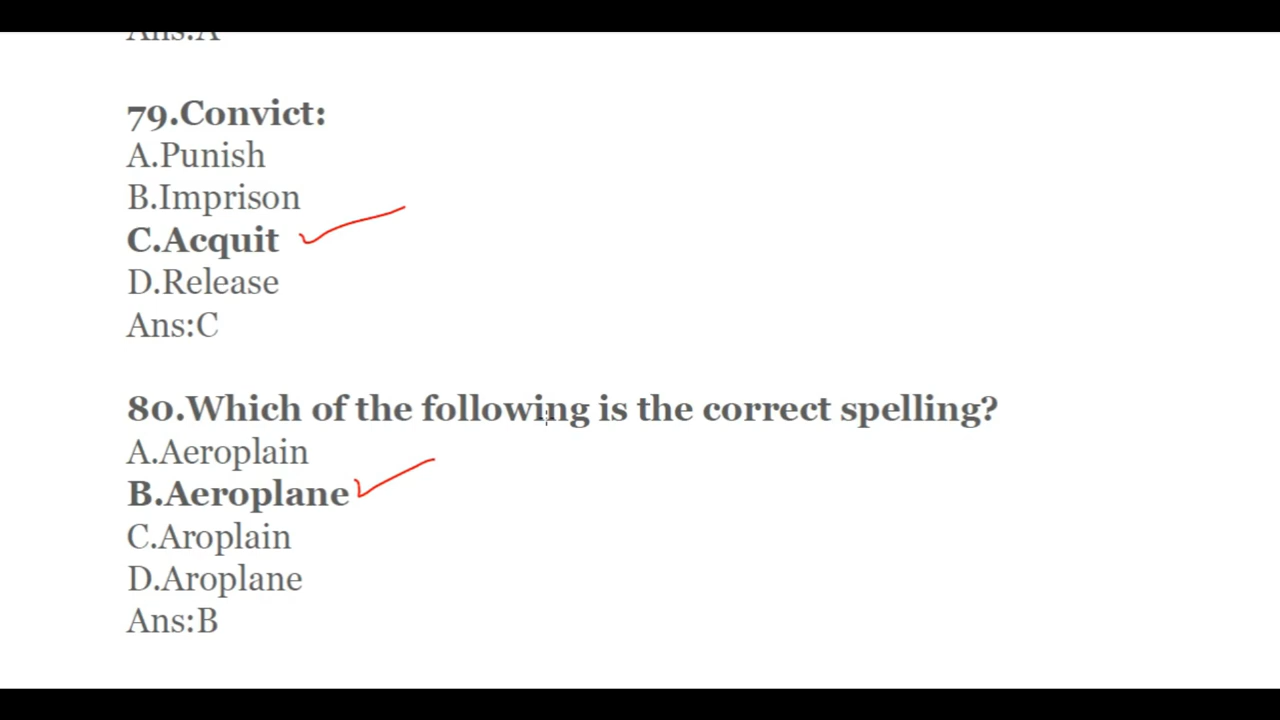 Ans:A
79.Convict:
A.Punish
B.Imprison
C.Acquit
D.Release
Ans:C
80.Which of the following is the correct spelling?
A.Aeroplain
B.Aeroplane
C.Aroplain
D.Aroplane
Ans:B